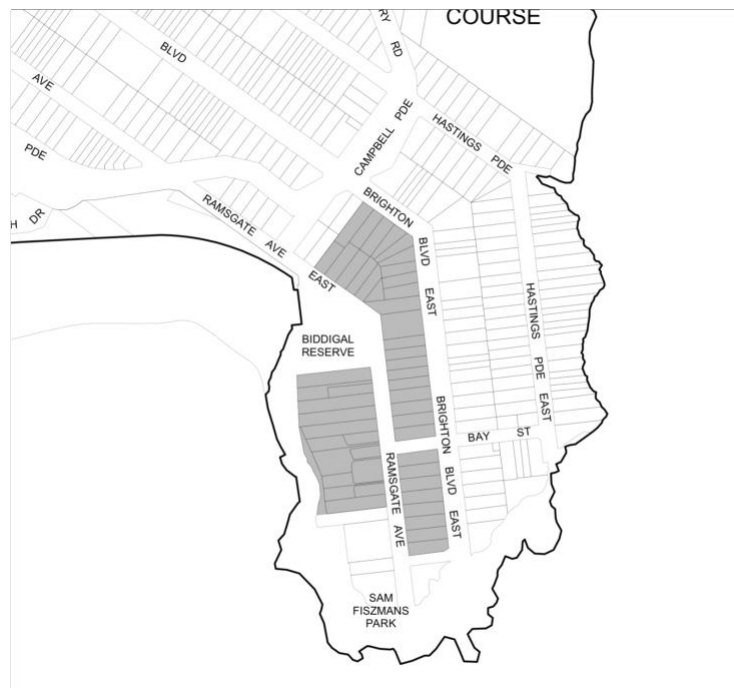 COURSE
RY RD
BLVD
AVE
CAMPBELL PDE
HASTINGS PDE
PDE
BRIGHTON
RAMSGATE AVE
H DR
BLVD EAST
EAST
HASTINGS PDE EAST
BIDDIGAL
RESERVE
BRIGHTON BLVD EAST
BAY ST
RAMSGATE AVE
SAM
FISZMANS
PARK